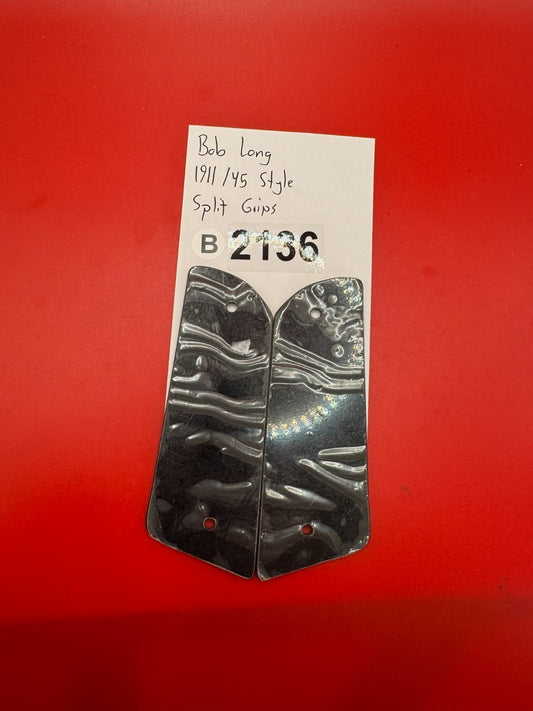 Bob Long
1911/45 Style
Split Grips
B 2136